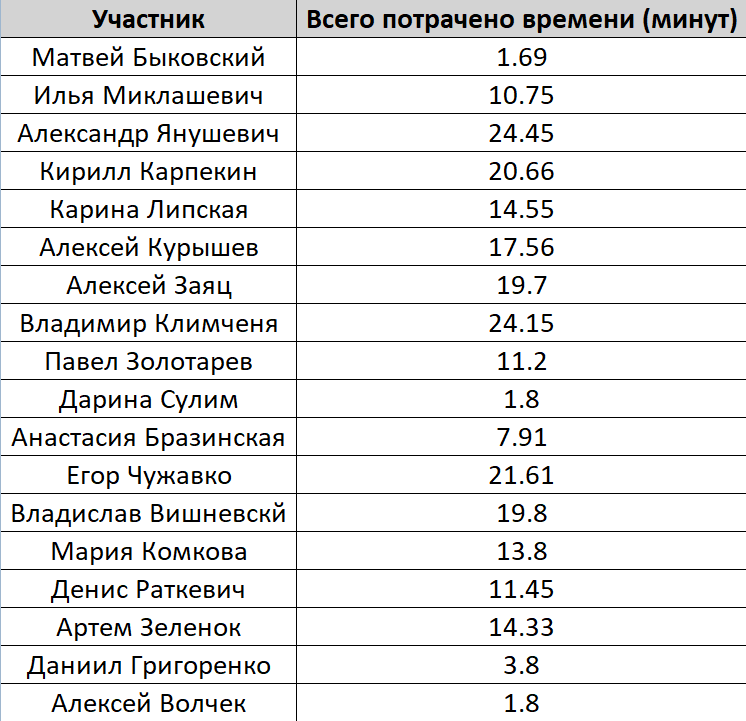 Участник Всего потрачено времени (минут)
Матвей Быковский 1.69
Илья Миклашевич 10.75
Александр Янушевич 24.45
Кирилл Карпекин 20.66
Карина Липская 14.55
Алексей Курышев 17.56
Алексей Заяц 19.7
Владимир Климченя 24.15
Павел Золотарев 11.2
Дарина Сулим 1.8
Анастасия Бразинская 7.91
Егор Чужавко 21.61
Владислав Вишневскй 19.8
Мария Комкова 13.8
Денис Раткевич 11.45
Артем Зеленок 14.33
Даниил Григоренко 3.8
Алексей Волчек 1.8